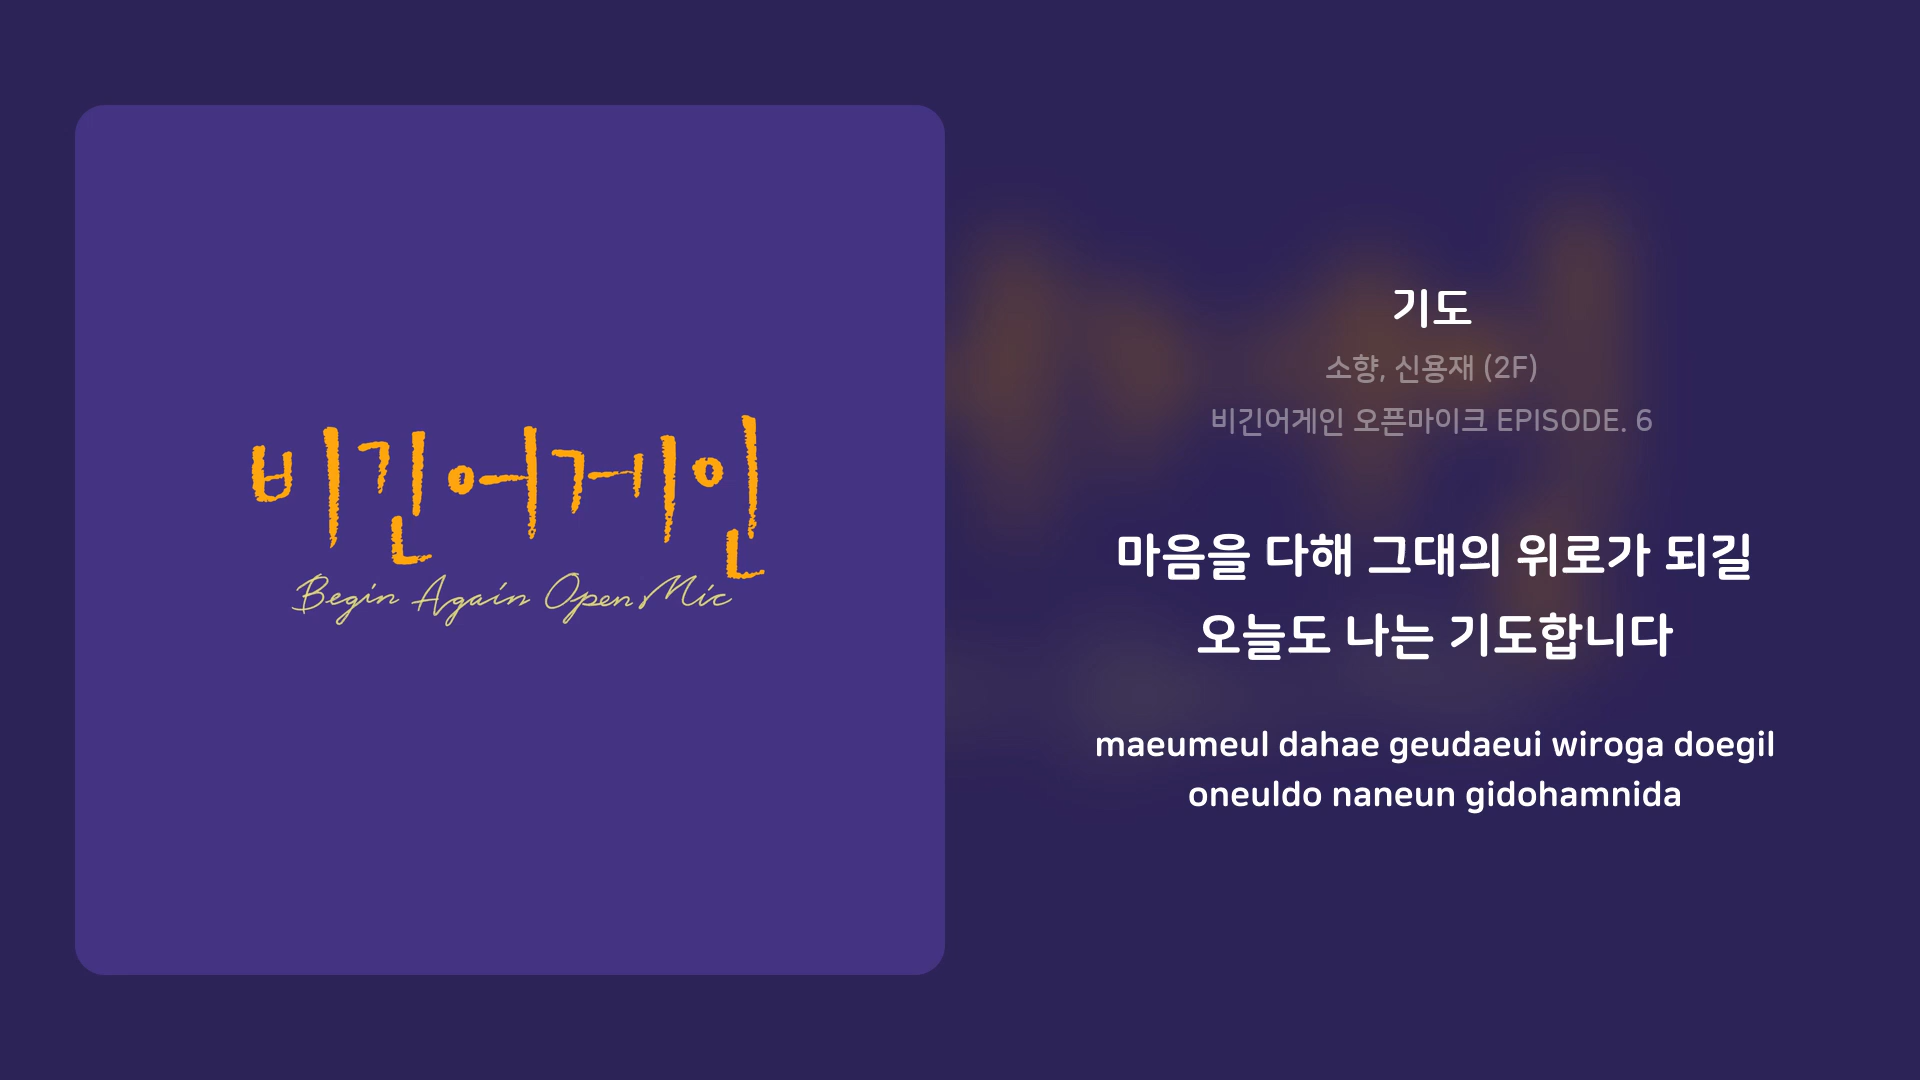 비긴어게인
Begin Again Open Mic
기도
소향, 신용재 (2F)
비긴어게인 오픈마이크 EPISODE. 6
마음을 다해 그대의 위로가 되길
오늘도 나는 기도합니다
maeumeul dahae geudaeui wiroga doegil
oneuldo naneun gidohamnida